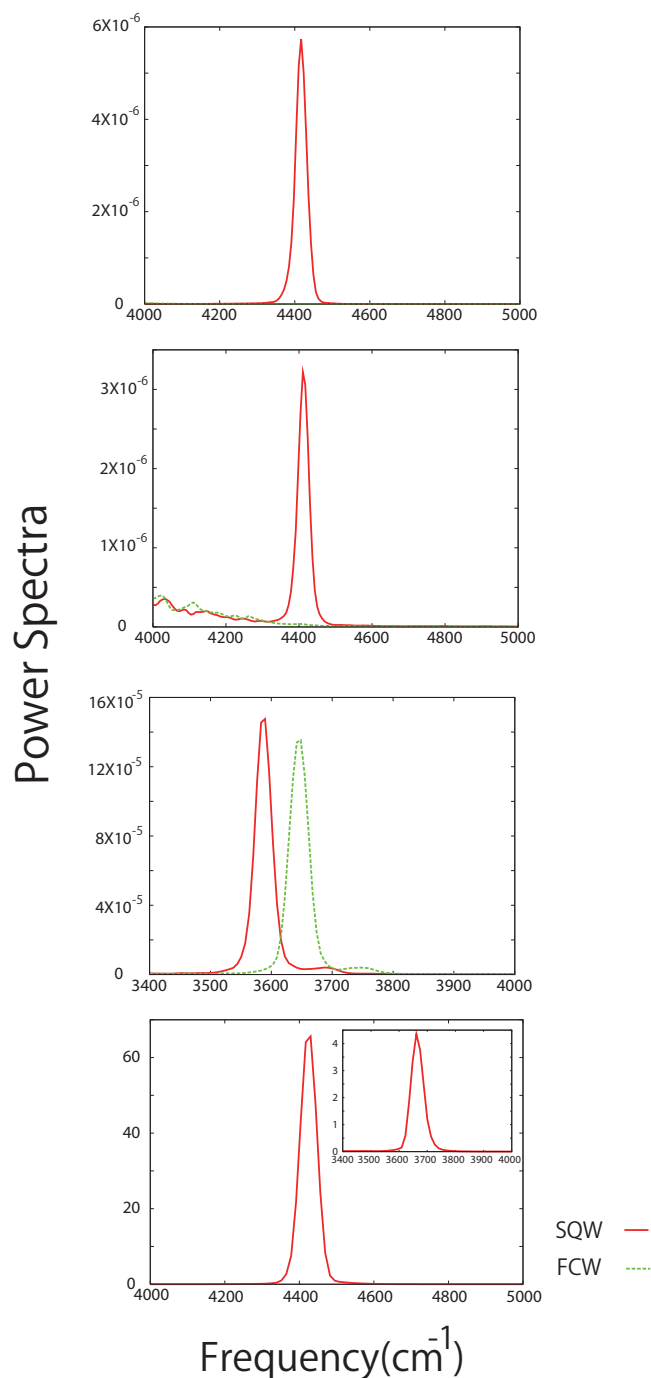 6X10-6
4X10-6
2X10-6
0
4000 4200 4400 4600 4800 5000
3X10-6
2X10-6
1X10-6
0
4000 4200 4400 4600 4800 5000
Power Spectra
16X10-5
12X10-5
8X10-5
4X10-5
0
3400 3500 3600 3700 3800 3900 4000
60
40
20
0
4000 4200 4400 4600 4800 5000
4
3
2
1
0
3400 3500 3600 3700 3800 3900 4000
SQW
FCW
Frequency(cm-1)